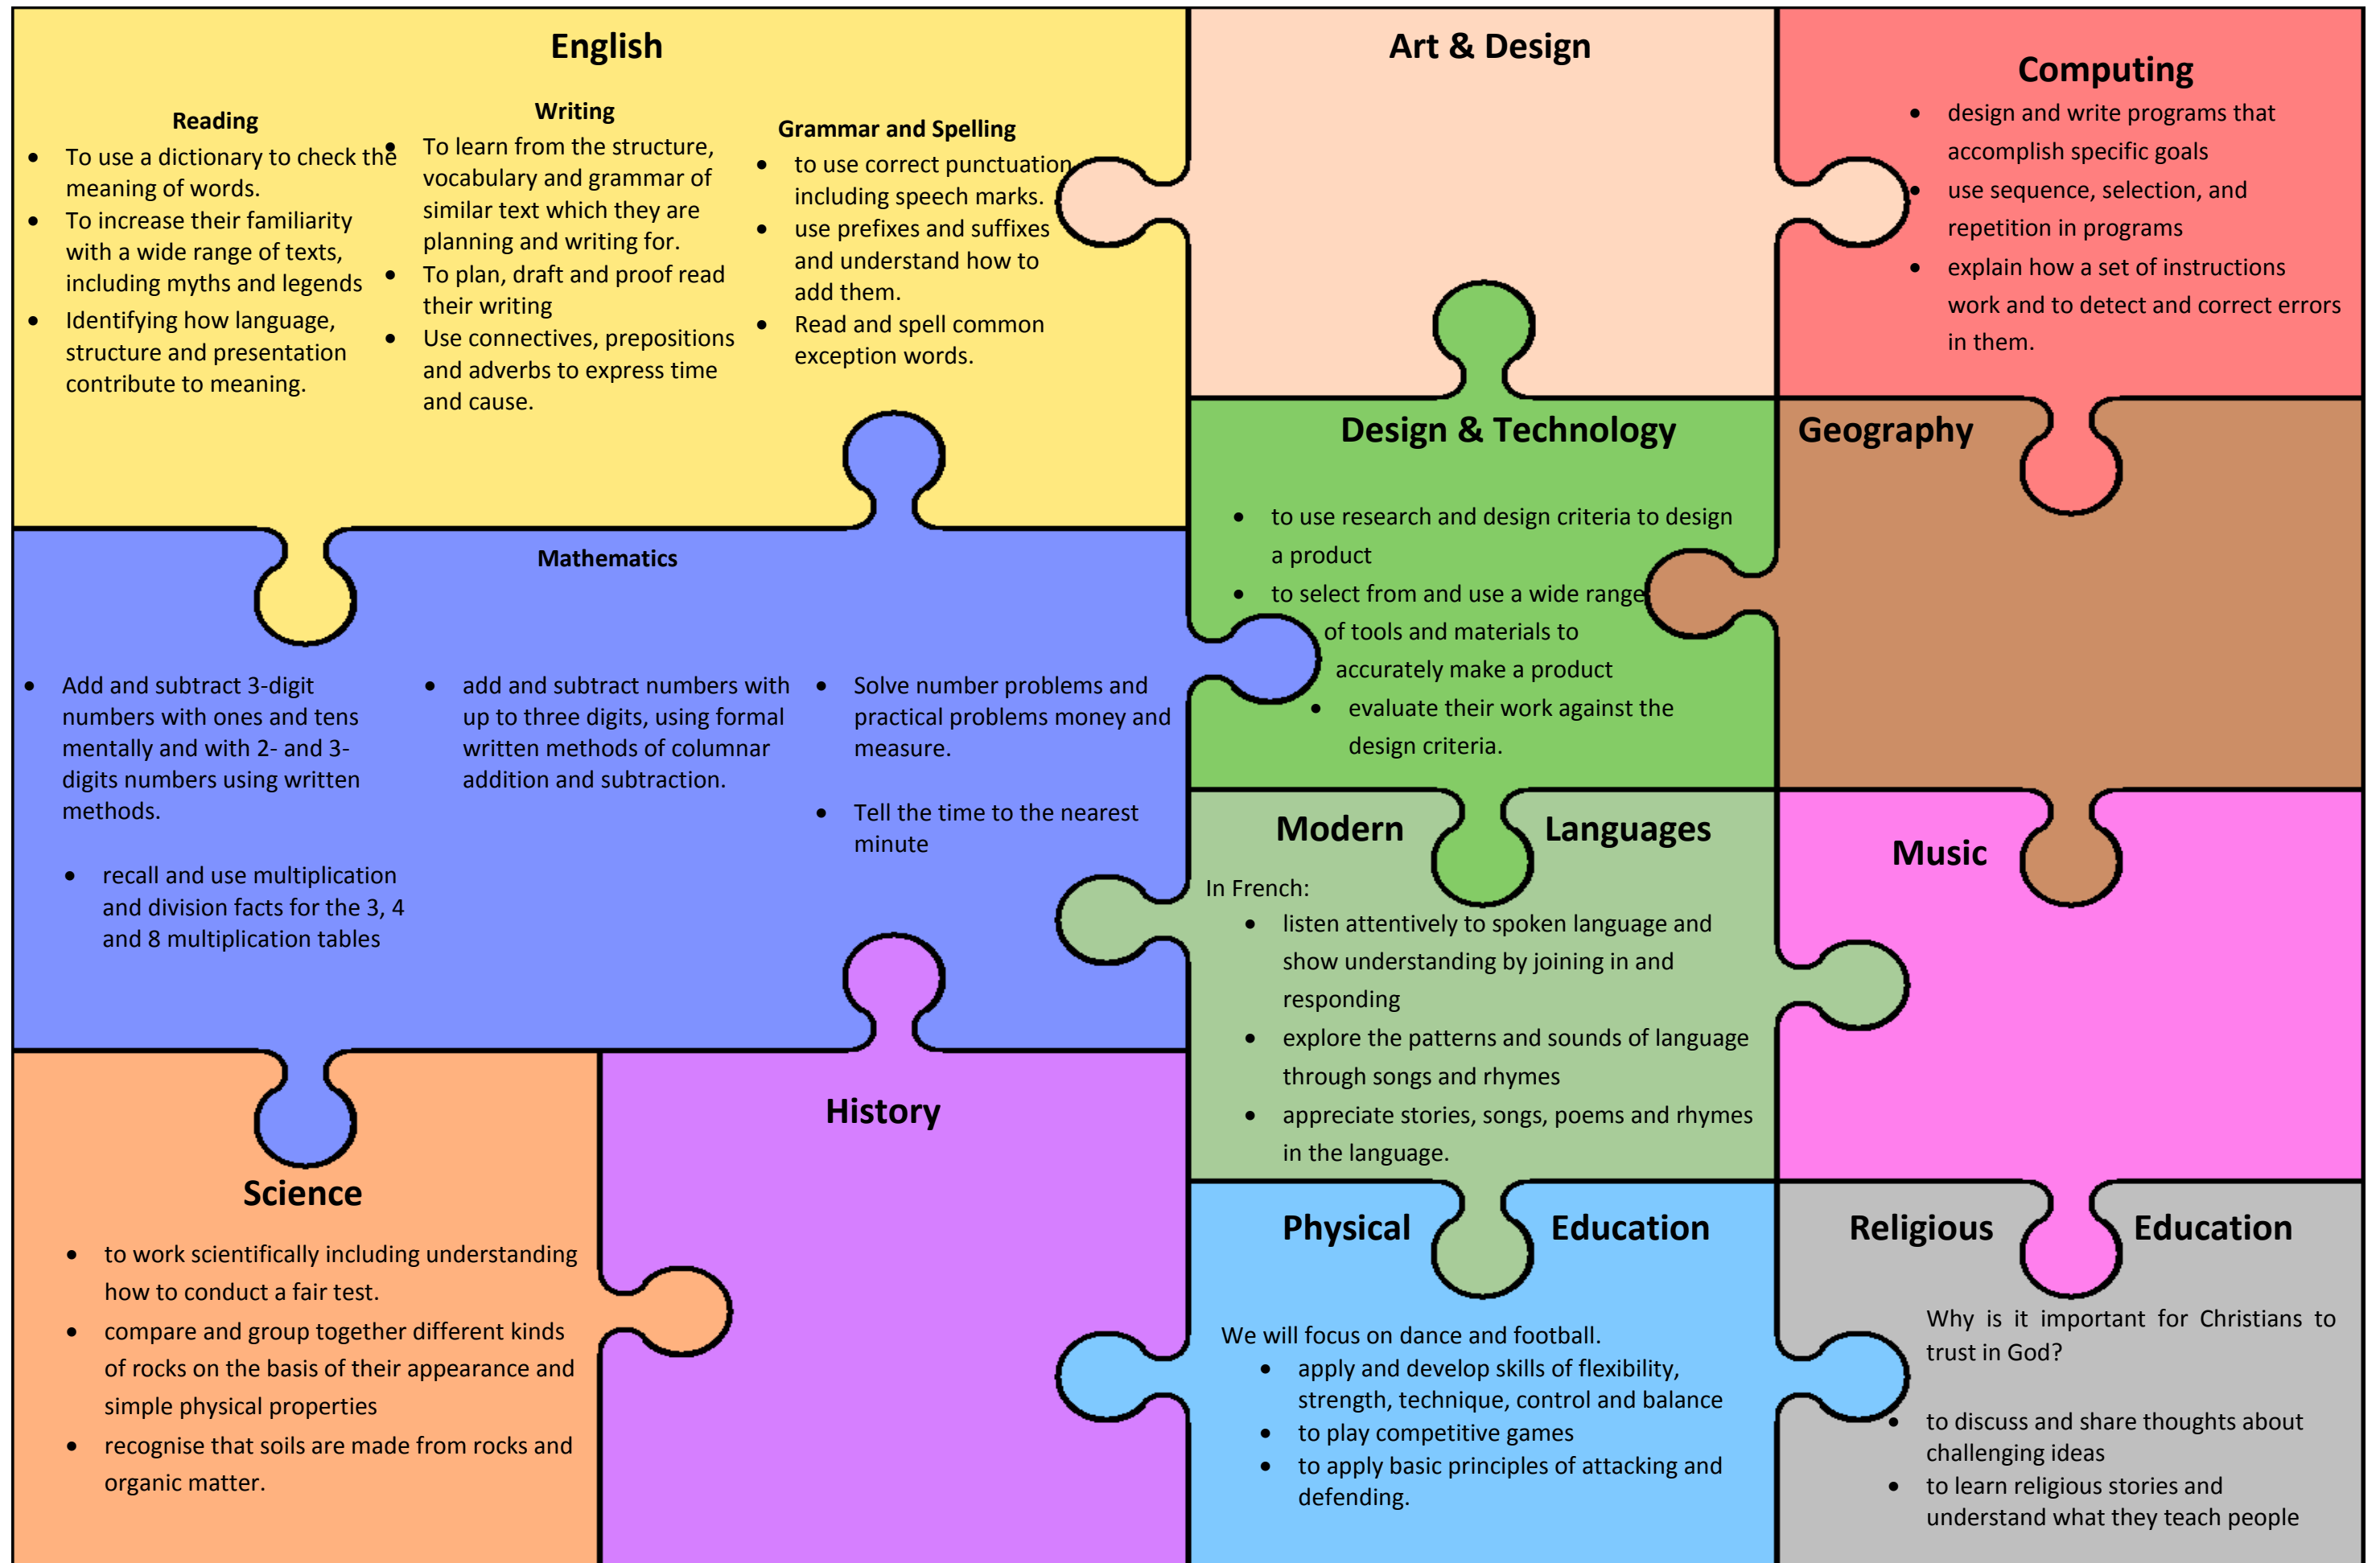 English
Reading
• To use a dictionary to check the
meaning of words.
• To increase their familiarity
with a wide range of texts,
including myths and legends
• Identifying how language,
structure and presentation
contribute to meaning.
Writing
• To learn from the structure,
vocabulary and grammar of
similar text which they are
planning and writing for.
• To plan, draft and proof read
their writing
• Use connectives, prepositions
and adverbs to express time
and cause.
Grammar and Spelling
• to use correct punctuation
including speech marks.
• use prefixes and suffixes
and understand how to
add them.
• Read and spell common
exception words.
Art & Design
Computing
• design and write programs that
accomplish specific goals
• use sequence, selection, and
repetition in programs
• explain how a set of instructions
work and to detect and correct errors
in them.
Mathematics
• Add and subtract 3-digit
numbers with ones and tens
mentally and with 2- and 3-
digits numbers using written
methods.
• recall and use multiplication
and division facts for the 3, 4
and 8 multiplication tables
• add and subtract numbers with
up to three digits, using formal
written methods of columnar
addition and subtraction.
• Solve number problems and
practical problems money and
measure.
• Tell the time to the nearest
minute
Design & Technology
• to use research and design criteria to design
a product
• to select from and use a wide range
of tools and materials to
accurately make a product
• evaluate their work against the
design criteria.
Geography
Modern Languages
In French:
• listen attentively to spoken language and
show understanding by joining in and
responding
• explore the patterns and sounds of language
through songs and rhymes
• appreciate stories, songs, poems and rhymes
in the language.
Music
Science
• to work scientifically including understanding
how to conduct a fair test.
• compare and group together different kinds
of rocks on the basis of their appearance and
simple physical properties
• recognise that soils are made from rocks and
organic matter.
History
Physical Education
We will focus on dance and football.
• apply and develop skills of flexibility,
strength, technique, control and balance
• to play competitive games
• to apply basic principles of attacking and
defending.
Religious Education
Why is it important for Christians to
trust in God?
• to discuss and share thoughts about
challenging ideas
• to learn religious stories and
understand what they teach people